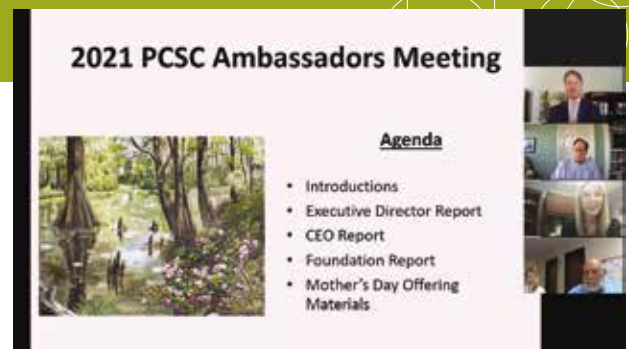 2021 PCSC Ambassadors Meeting
Agenda
• Introductions
• Executive Director Report
• CEO Report
• Foundation Report
• Mother's Day Offering
Materials